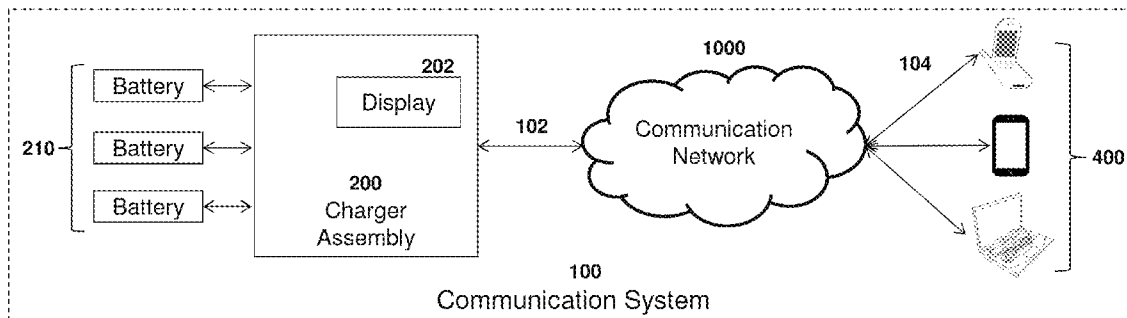 1000
202
104
Battery
Display
Communication
Network
102
210
Battery
400
200
Battery
Charger
Assembly
100
Communication System